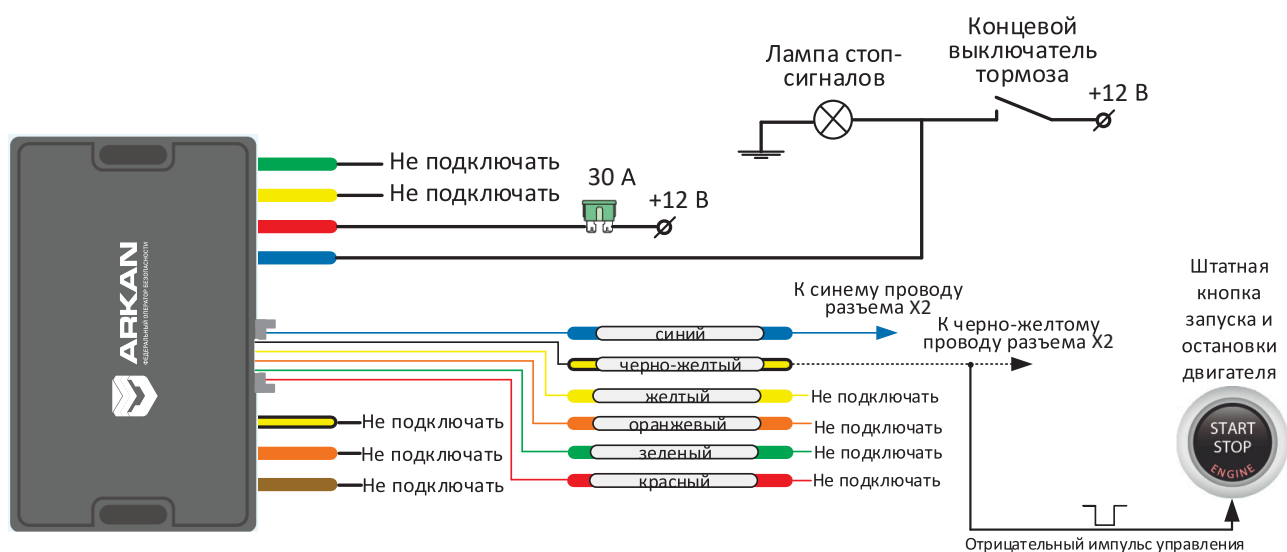 Концевой
выключатель
тормоза
Лампа стоп-
сигналов
+12 В
Не подключать
Не подключать
30 А
+12 В
ARKAN
ФЕДЕРАЛЬНЫЙ ОПЕРАТОР БЕЗОПАСНОСТИ
К синему проводу
разъема X2
К черно-желтому
проводу разъема X2
Штатная
кнопка
запуска и
остановки
двигателя
синий
черно-желтый
желтый
Не подключать
оранжевый
Не подключать
зеленый
Не подключать
красный
Не подключать
Не подключать
Не подключать
Не подключать
START
STOP
ENGINE
Отрицательный импульс управления